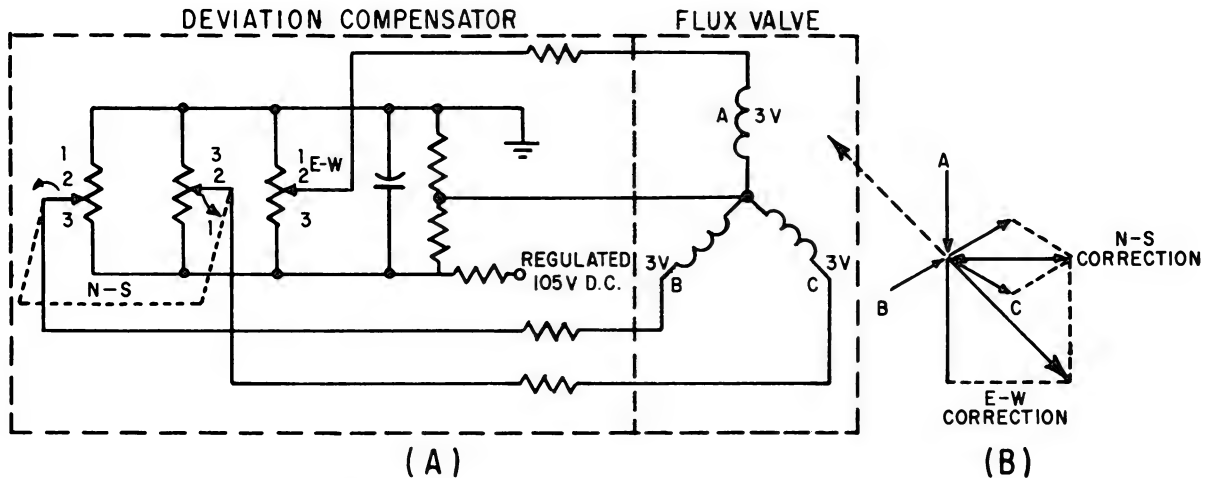 DEVIATION COMPENSATOR
FLUX VALVE
1
2
3
3
2
1
1
2
3
E-W
N-S
REGULATED
105V D.C.
A
3V
3V
B
3V
C
A
B
C
N-S
CORRECTION
E-W
CORRECTION
(A)
(B)